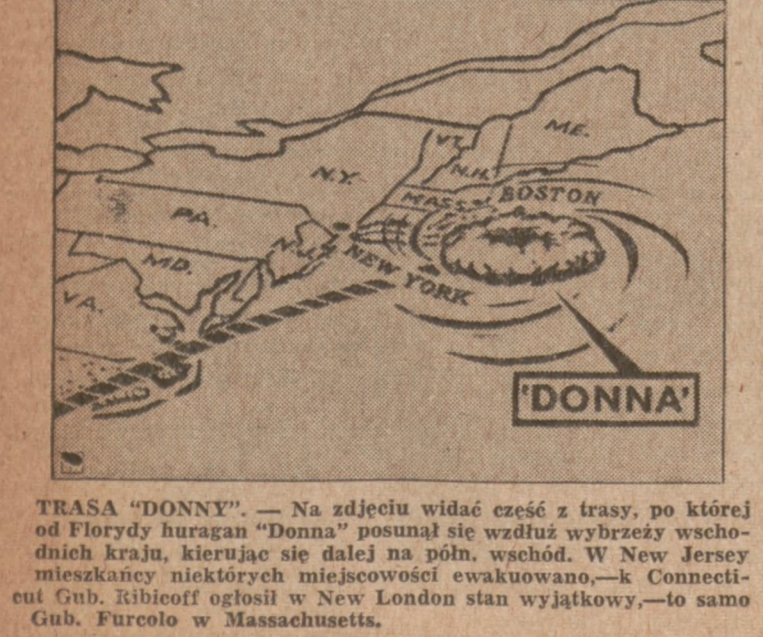 VT.
ME.
N.H.
N.Y.
MASS.
BOSTON
PA.
N.J.
NEW YORK
MD.
VA.
'DONNA'
TRASA “DONNY”. — Na zdjęciu widać część z trasy, po której
od Florydy huragan “Donna” posunął się wzdłuż wybrzeży wscho-
dnich kraju, kierując się dalej na półn. wschód. W New Jersey
mieszkańcy niektórych miejscowości ewakuowano,—k Connecti-
cut Gub. Ribicoff ogłosił w New London stan wyjątkowy,—to samo
Gub. Furcolo w Massachusetts.